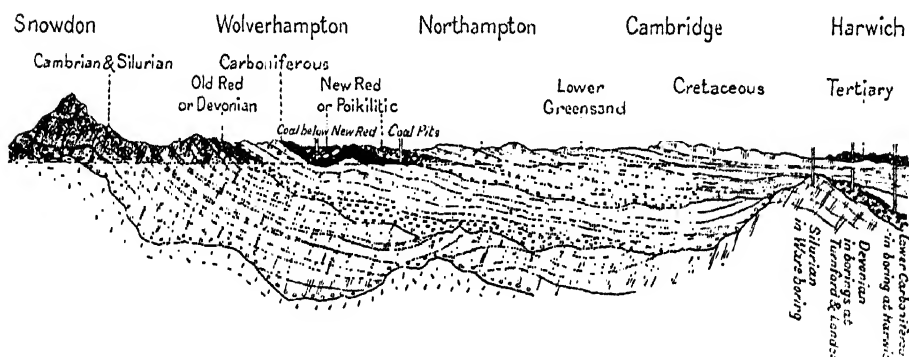 Snowdon Wolverhampton Northampton Cambridge Harwich
Cambrian & Silurian
Carboniferous
Old Red
or Devonian
New Red
or Poikilitic
Lower
Greensand
Cretaceous
Tertiary
Coal below New Red
Coal Pits
Silurian
in Ware boring
Devonian
in borings at
Turnford &
Lower
in boring at